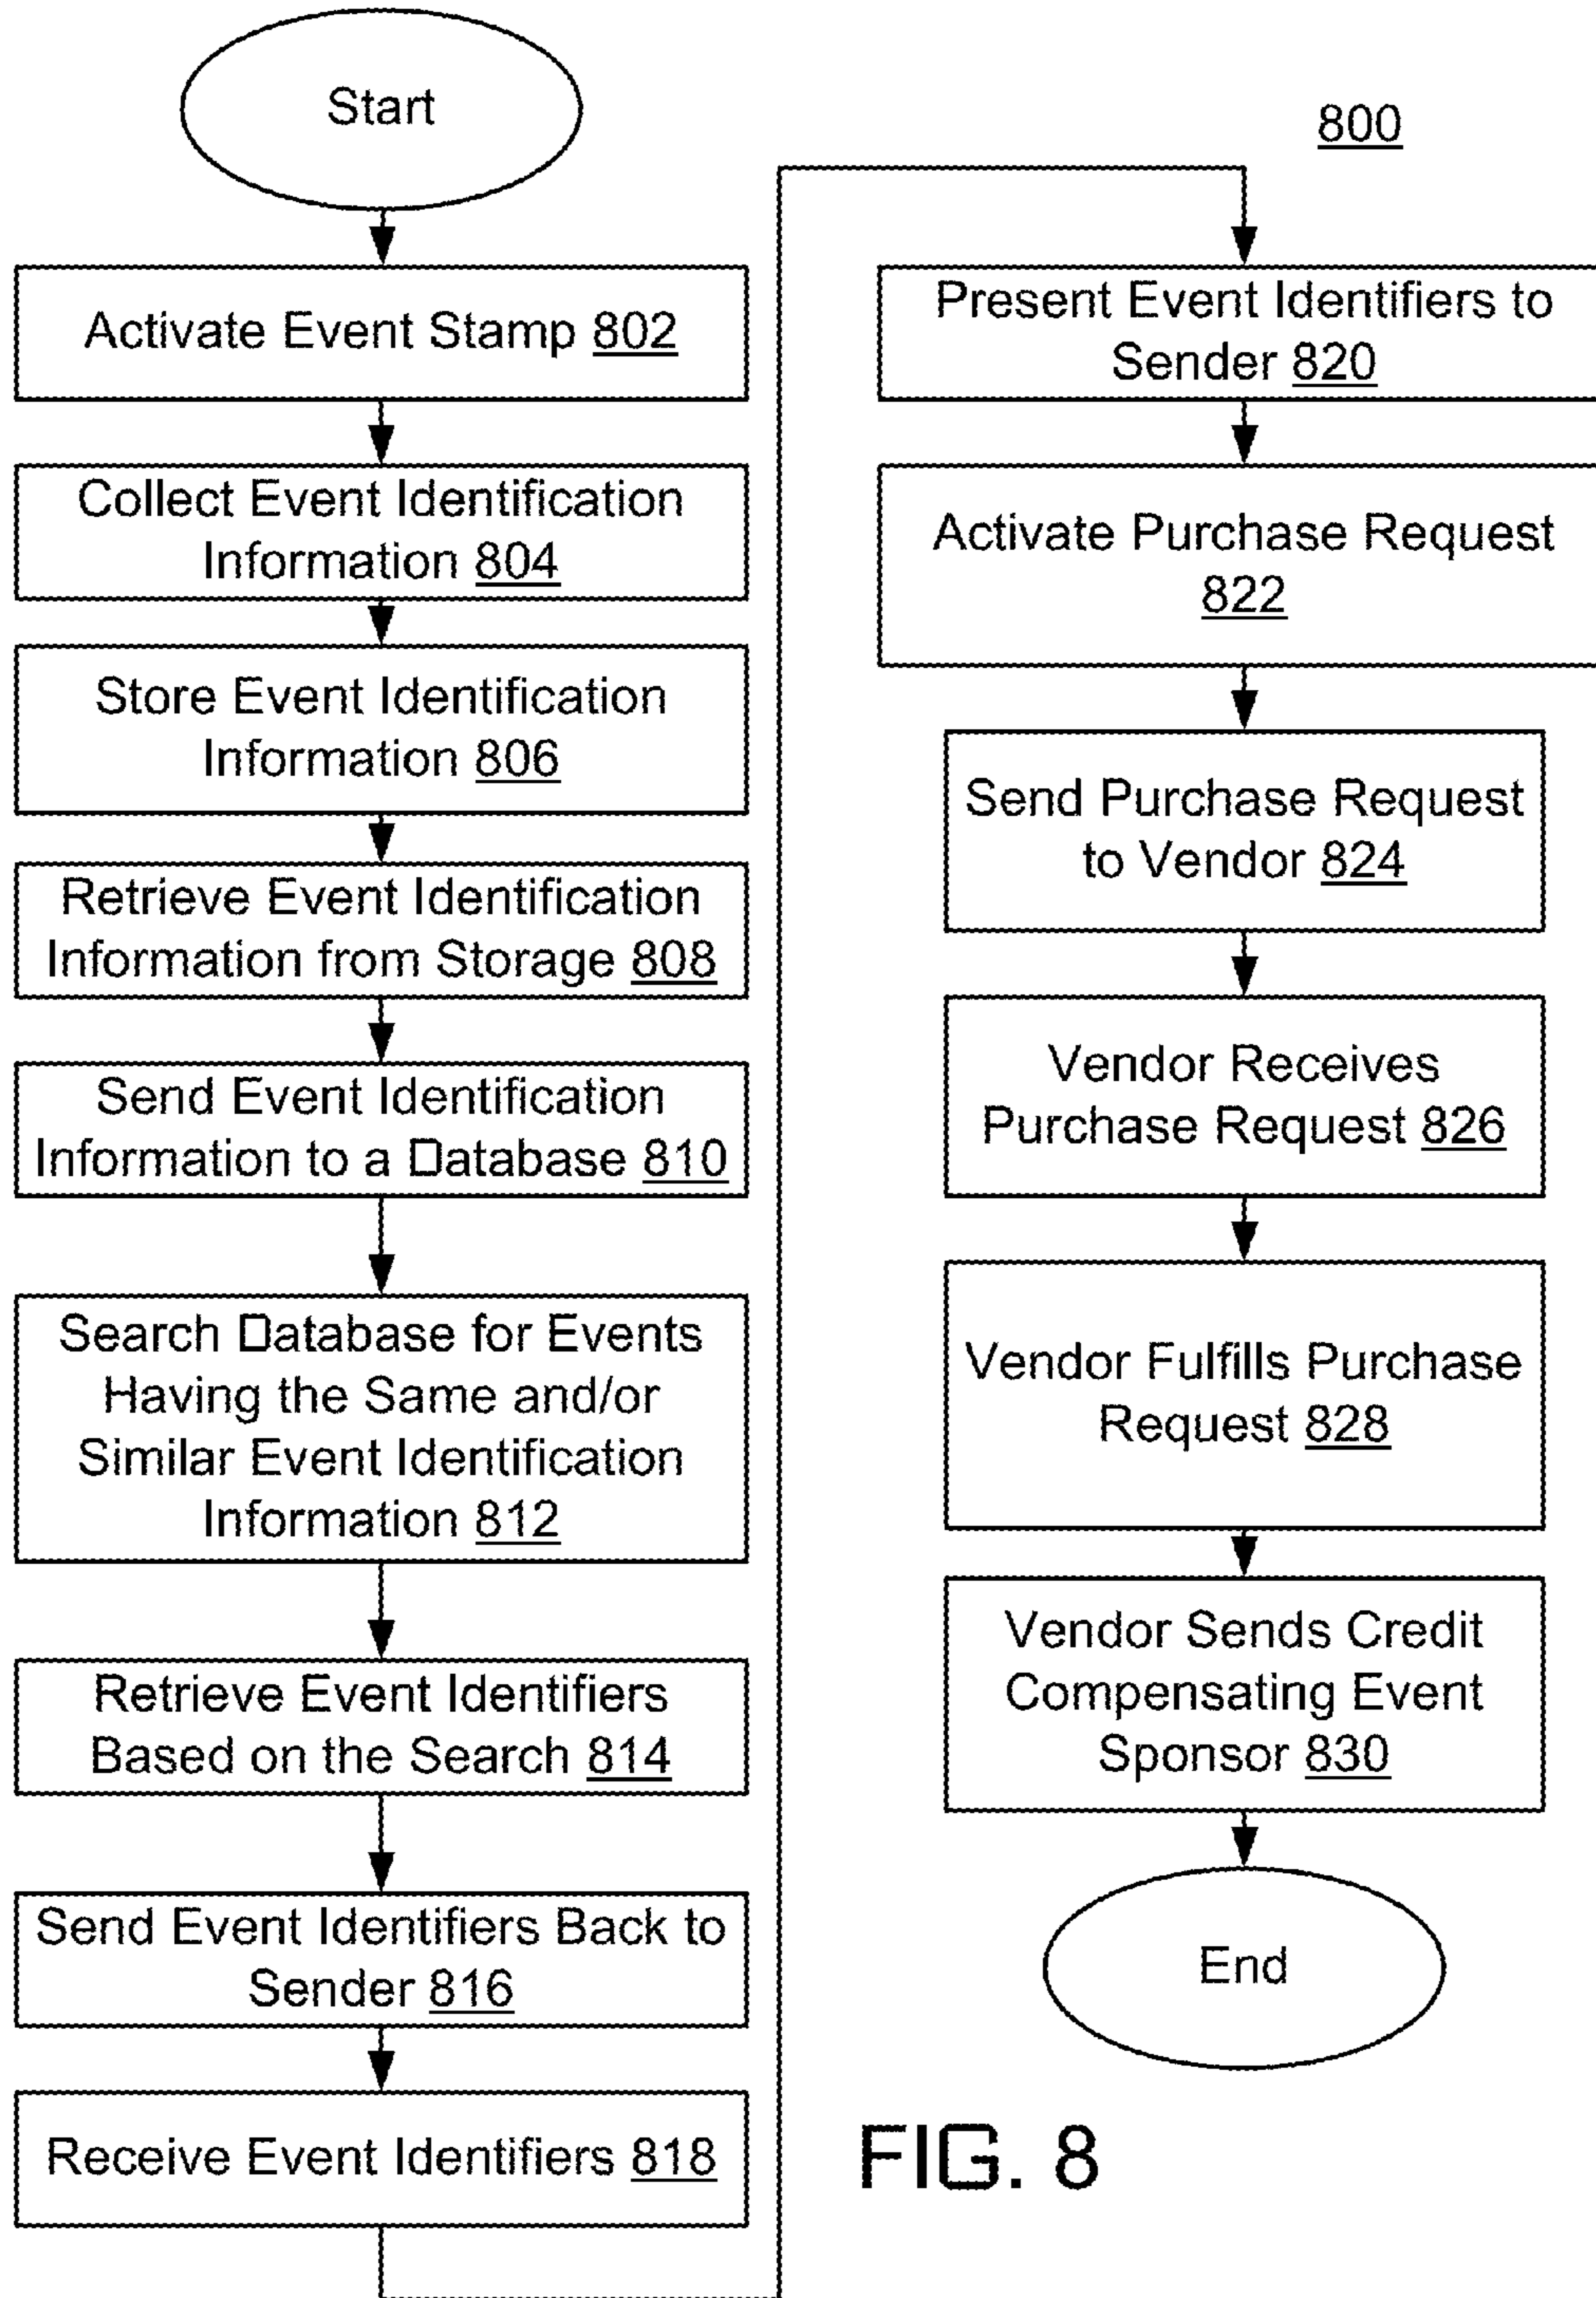 Start
Activate Event Stamp 802
Collect Event Identification
Information 804
Store Event Identification
Information 806
Retrieve Event Identification
Information from Storage 808
Send Event Identification
Information to a Database 810
Search Database for Events
Having the Same and/or
Similar Event Identification
Information 812
Retrieve Event Identifiers
Based on the Search 814
Send Event Identifiers Back to
Sender 816
Receive Event Identifiers 818
800
Present Event Identifiers to
Sender 820
Activate Purchase Request
822
Send Purchase Request
to Vendor 824
Vendor Receives
Purchase Request 826
Vendor Fulfills Purchase
Request 828
Vendor Sends Credit
Compensating Event
Sponsor 830
End
FIG. 8